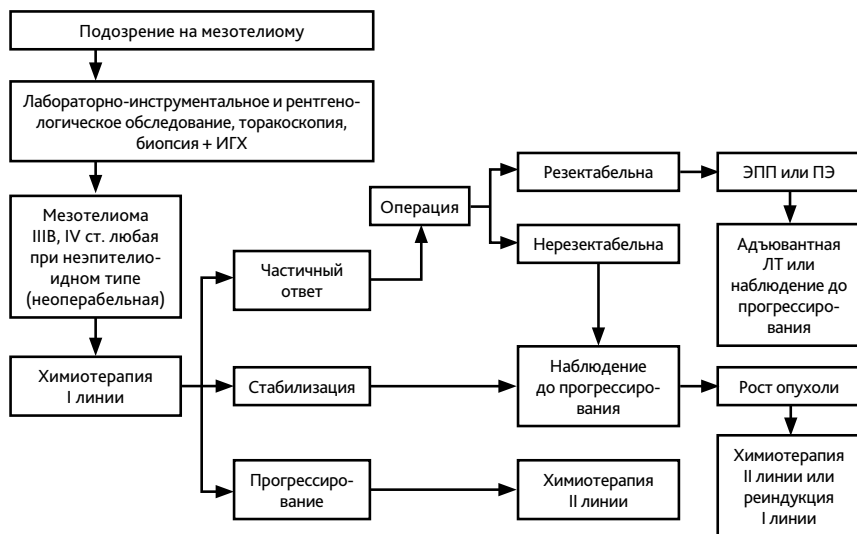 Подозрение на мезотелиому
Лабораторно-инструментальное и рентгено-
логическое обследование, торакоскопия,
биопсия + ИГХ
Мезотелиома
IIIB, IV ст. любая
при неэпителио-
идном типе
(неоперабельная)
Химиотерапия
I линии
Частичный
ответ
Стабилизация
Прогрессиро-
вание
Операция
Резектабельна
Нерезектабельна
Наблюдение
до прогрессиро-
вания
Химиотерапия
II линии
ЭПП или ПЭ
Адъювантная
ЛТ или
наблюдение до
прогрессиро-
вания
Рост опухоли
Химиотерапия
II линии или
реиндукция
I линии